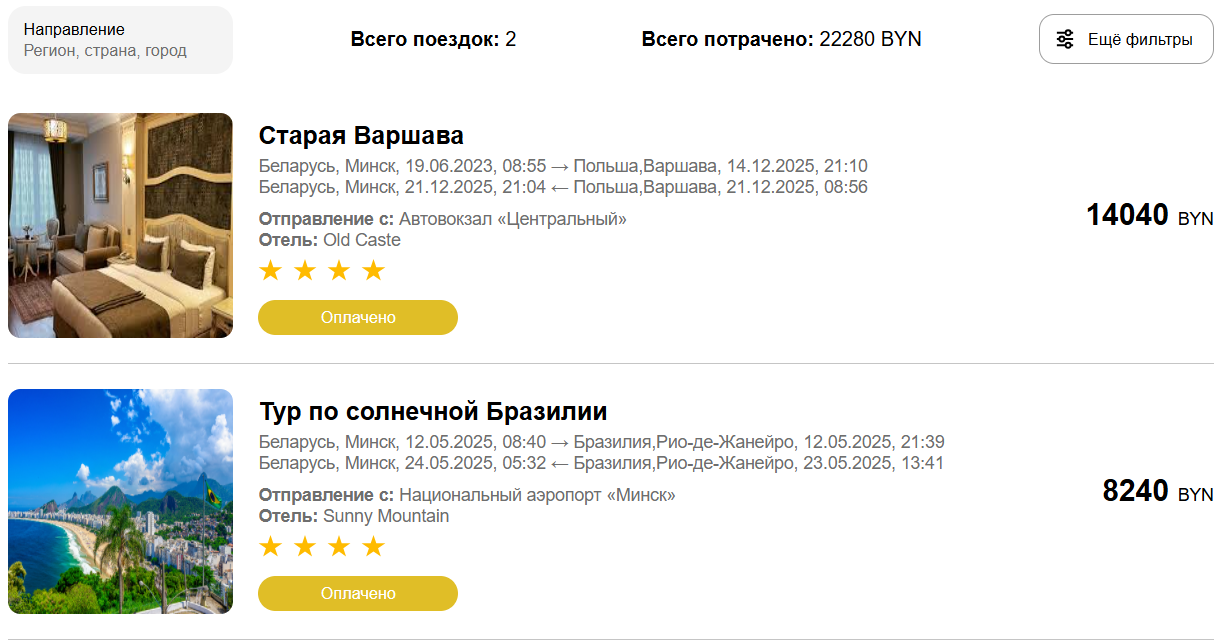 Направление
Регион, страна, город
Всего поездок: 2
Всего потрачено: 22280 BYN
Ещё фильтры
Старая Варшава
Беларусь, Минск, 19.06.2023, 08:55 → Польша,Варшава, 14.12.2025, 21:10
Беларусь, Минск, 21.12.2025, 21:04 ← Польша,Варшава, 21.12.2025, 08:56
Отправление с: Автовокзал «Центральный»
Отель: Old Caste
14040 BYN
Оплачено
Тур по солнечной Бразилии
Беларусь, Минск, 12.05.2025, 08:40 → Бразилия,Рио-де-Жанейро, 12.05.2025, 21:39
Беларусь, Минск, 24.05.2025, 05:32 ← Бразилия,Рио-де-Жанейро, 23.05.2025, 13:41
Отправление с: Национальный аэропорт «Минск»
Отель: Sunny Mountain
8240 BYN
Оплачено